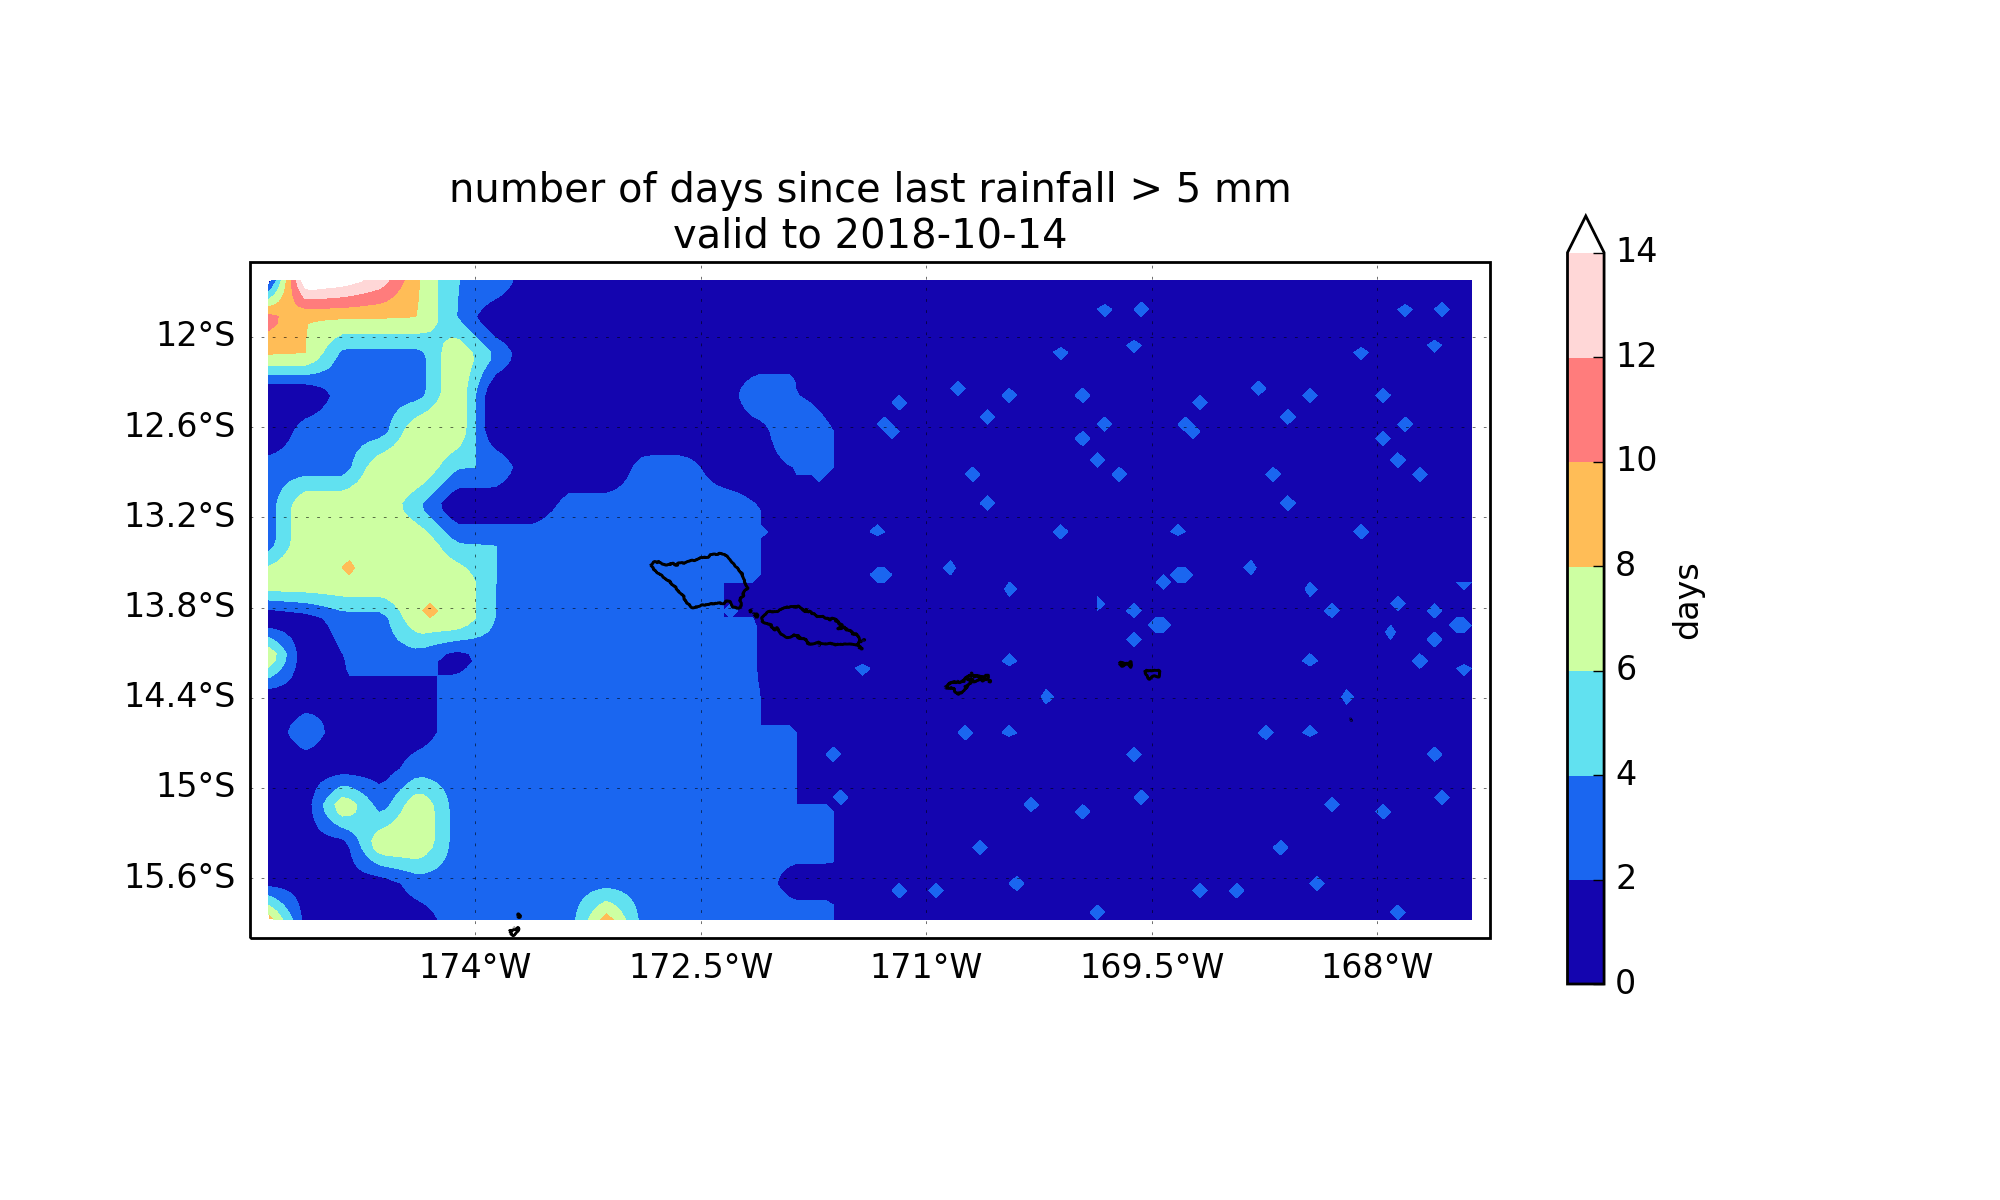 number of days since last rainfall > 5 mm
valid to 2018-10-14
12°S
12.6°S
13.2°S
13.8°S
14.4°S
15°S
15.6°S
174°W
172.5°W
171°W
169.5°W
168°W
14
12
10
8
6
4
2
0
days